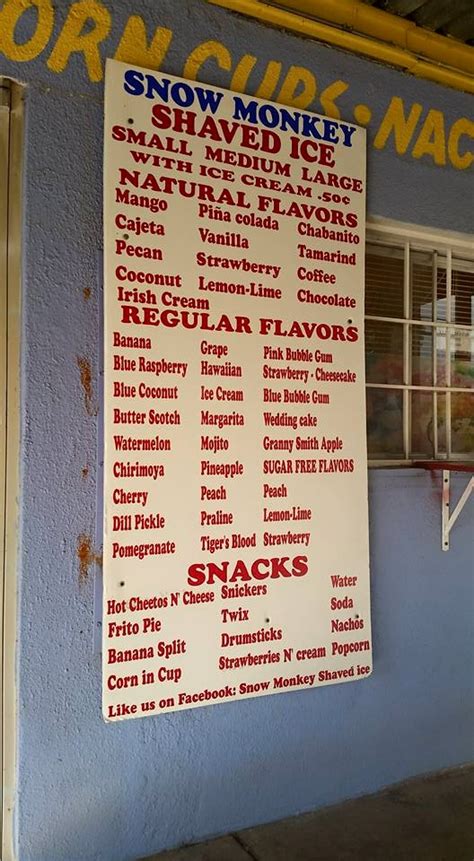 ORN CUPS · NAC
SNOW MONKEY
SHAVED ICE
SMALL MEDIUM LARGE
WITH ICE CREAM .50¢
NATURAL FLAVORS
Mango Piña colada Chabanito
Cajeta Vanilla Tamarind
Pecan Strawberry Coffee
Coconut Lemon-Lime Chocolate
Irish Cream
REGULAR FLAVORS
Banana Grape Pink Bubble Gum
Blue Raspberry Hawaiian Strawberry - Cheesecake
Blue Coconut Ice Cream Blue Bubble Gum
Butter Scotch Margarita Wedding cake
Watermelon Mojito Granny Smith Apple
Chirimoya Pineapple SUGAR FREE FLAVORS
Cherry Peach Peach
Dill Pickle Praline Lemon-Lime
Pomegranate Tiger's Blood Strawberry
SNACKS
Hot Cheetos N' Cheese Snickers Water
Frito Pie Twix Soda
Banana Split Drumsticks Nachos
Corn in Cup Strawberries N' cream Popcorn
Like us on Facebook: Snow Monkey Shaved ice